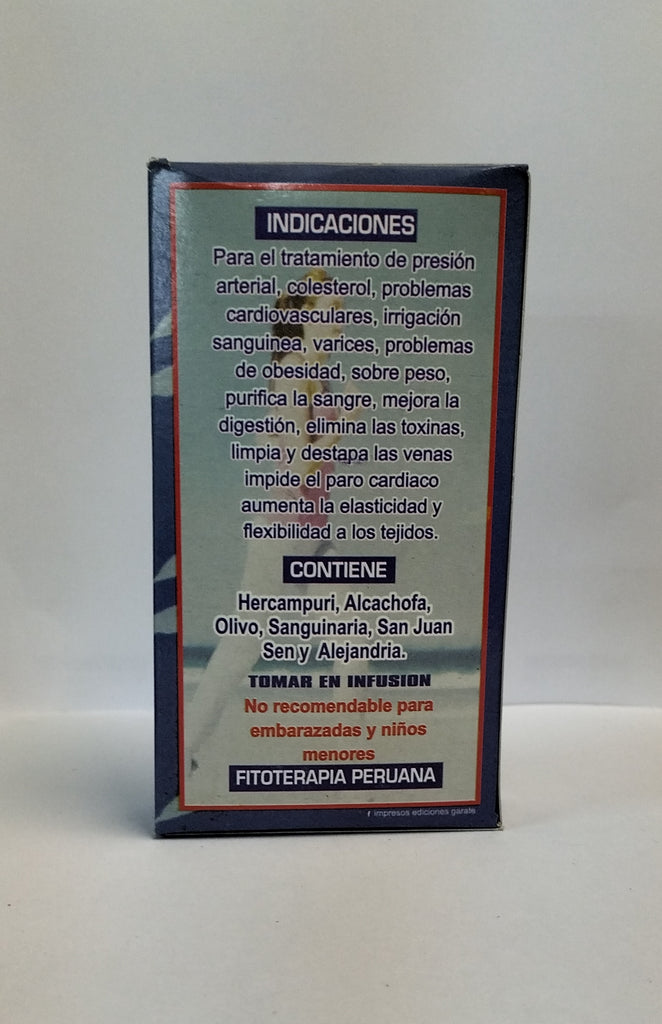 INDICACIONES
Para el tratamiento de presión
arterial, colesterol, problemas
cardiovasculares, irrigación
sanguinea, varices, problemas
de obesidad, sobre peso,
purifica la sangre, mejora la
digestión, elimina las toxinas,
limpia y destapa las venas
impide el paro cardiaco
aumenta la elasticidad y
flexibilidad a los tejidos.
CONTIENE
Hercampuri, Alcachofa,
Olivo, Sanguinaria, San Juan
Sen y Alejandria.
TOMAR EN INFUSION
No recomendable para
embarazadas y niños
menores
FITOTERAPIA PERUANA
f impresos ediciones garate